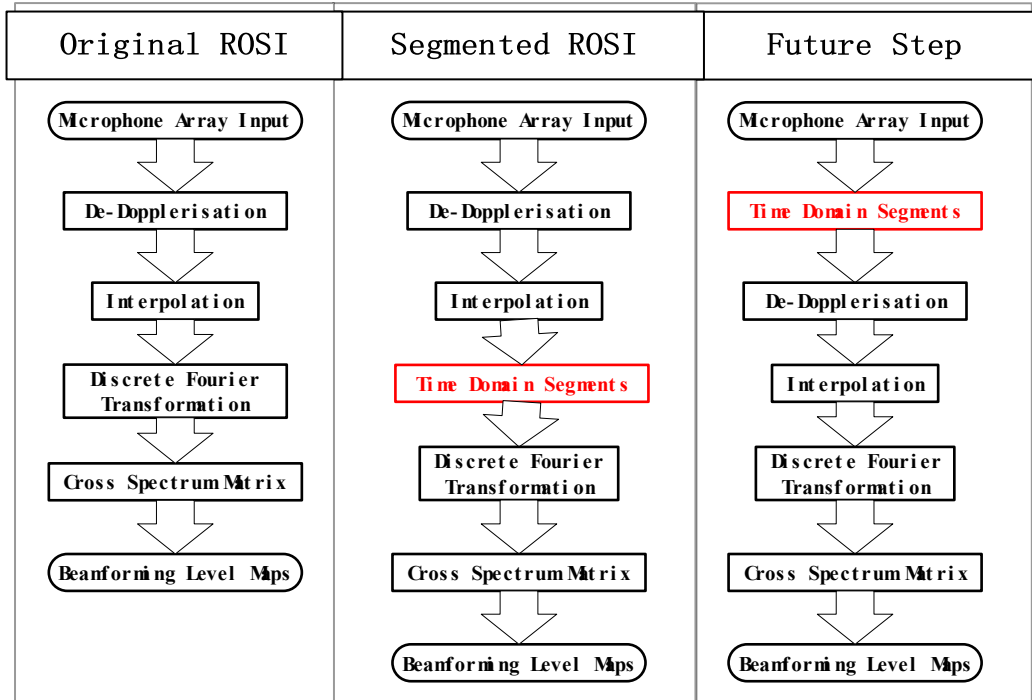 Original ROSI
Microphone Array Input
De-Dopplerisation
Interpolation
Discrete Fourier
Transformation
Cross Spectrum Matrix
Beamforming Level Maps
Segmented ROSI
Microphone Array Input
De-Dopplerisation
Interpolation
Time Domain Segments
Discrete Fourier
Transformation
Cross Spectrum Matrix
Beamforming Level Maps
Future Step
Microphone Array Input
Time Domain Segments
De-Dopplerisation
Interpolation
Discrete Fourier
Transformation
Cross Spectrum Matrix
Beamforming Level Maps